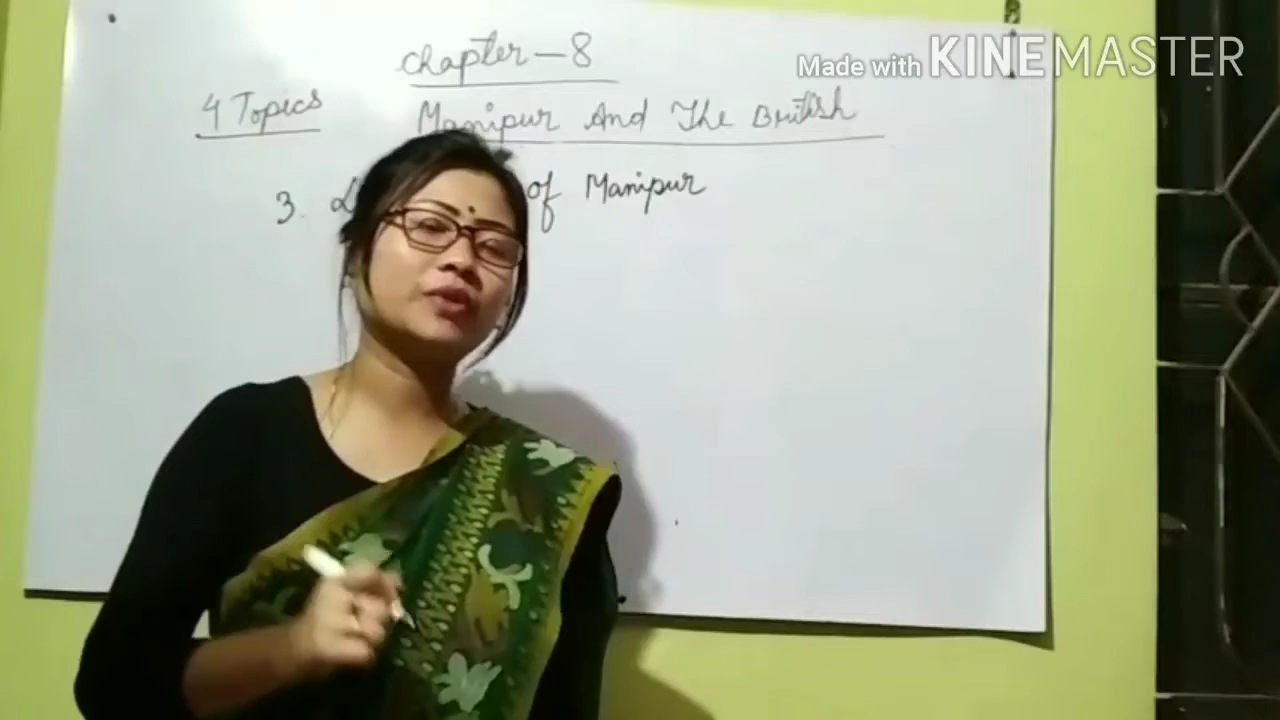 Made with KINEMASTER
Chapter – 8
4 Topics
Manipur And The British
3. of Manipur